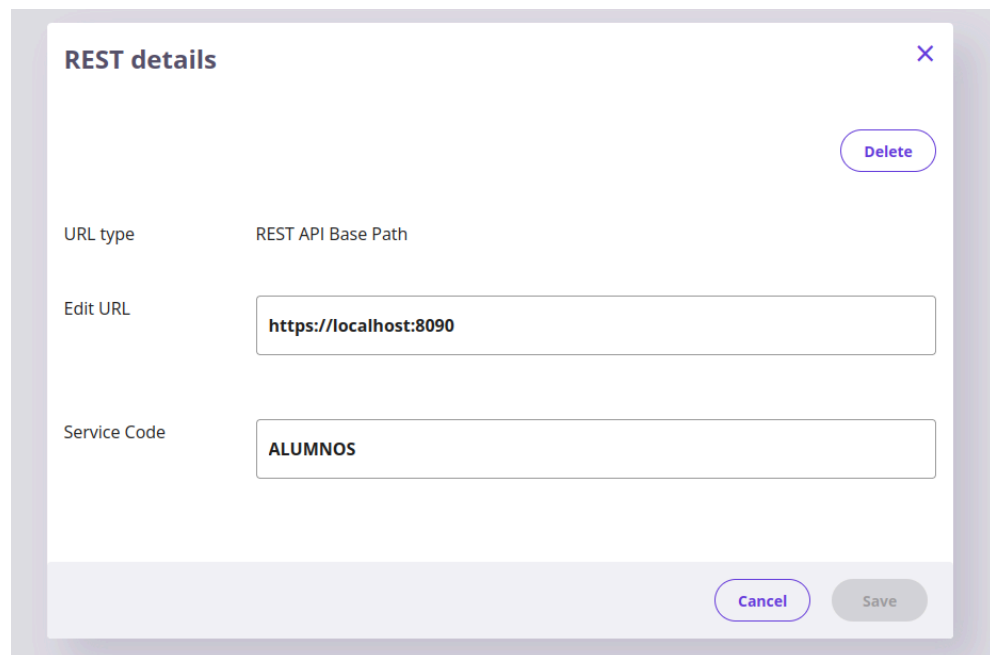 REST details
Delete
URL type REST API Base Path
Edit URL https://localhost:8090
Service Code ALUMNOS
Cancel Save